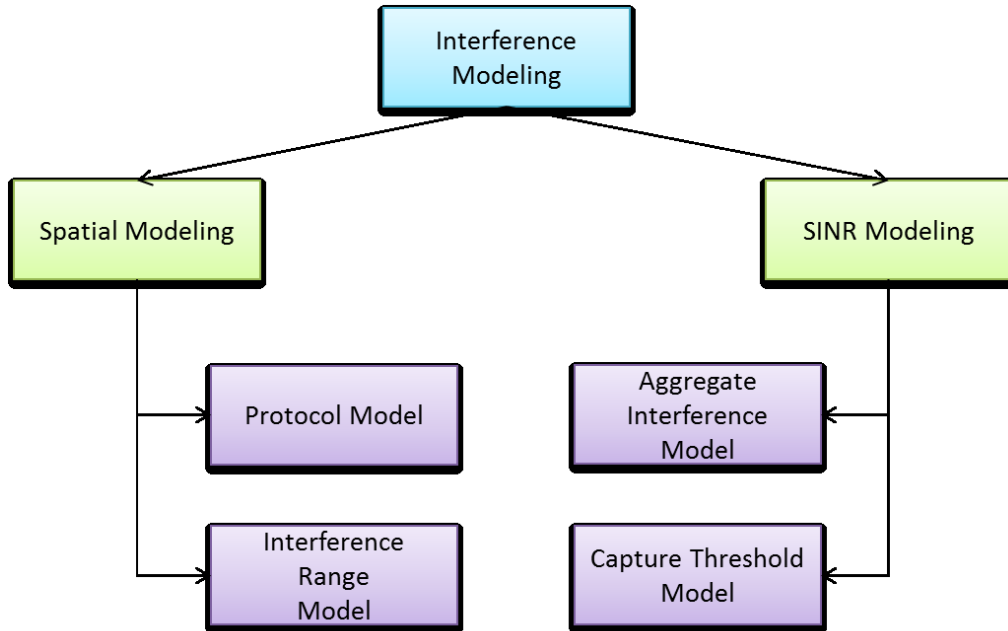 Interference
Modeling
Spatial Modeling
SINR Modeling
Protocol Model
Aggregate
Interference
Model
Interference
Range
Model
Capture Threshold
Model